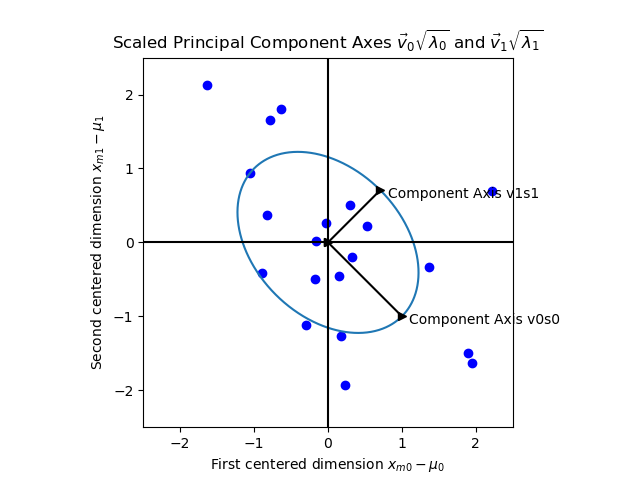 Scaled Principal Component Axes $\vec{v}_0\sqrt{\lambda_0}$ and $\vec{v}_1\sqrt{\lambda_1}$
2
1
0
−1
−2
Second centered dimension $x_{m1} - \mu_1$
Component Axis v1s1
Component Axis v0s0
−2 −1 0 1 2
First centered dimension $x_{m0} - \mu_0$